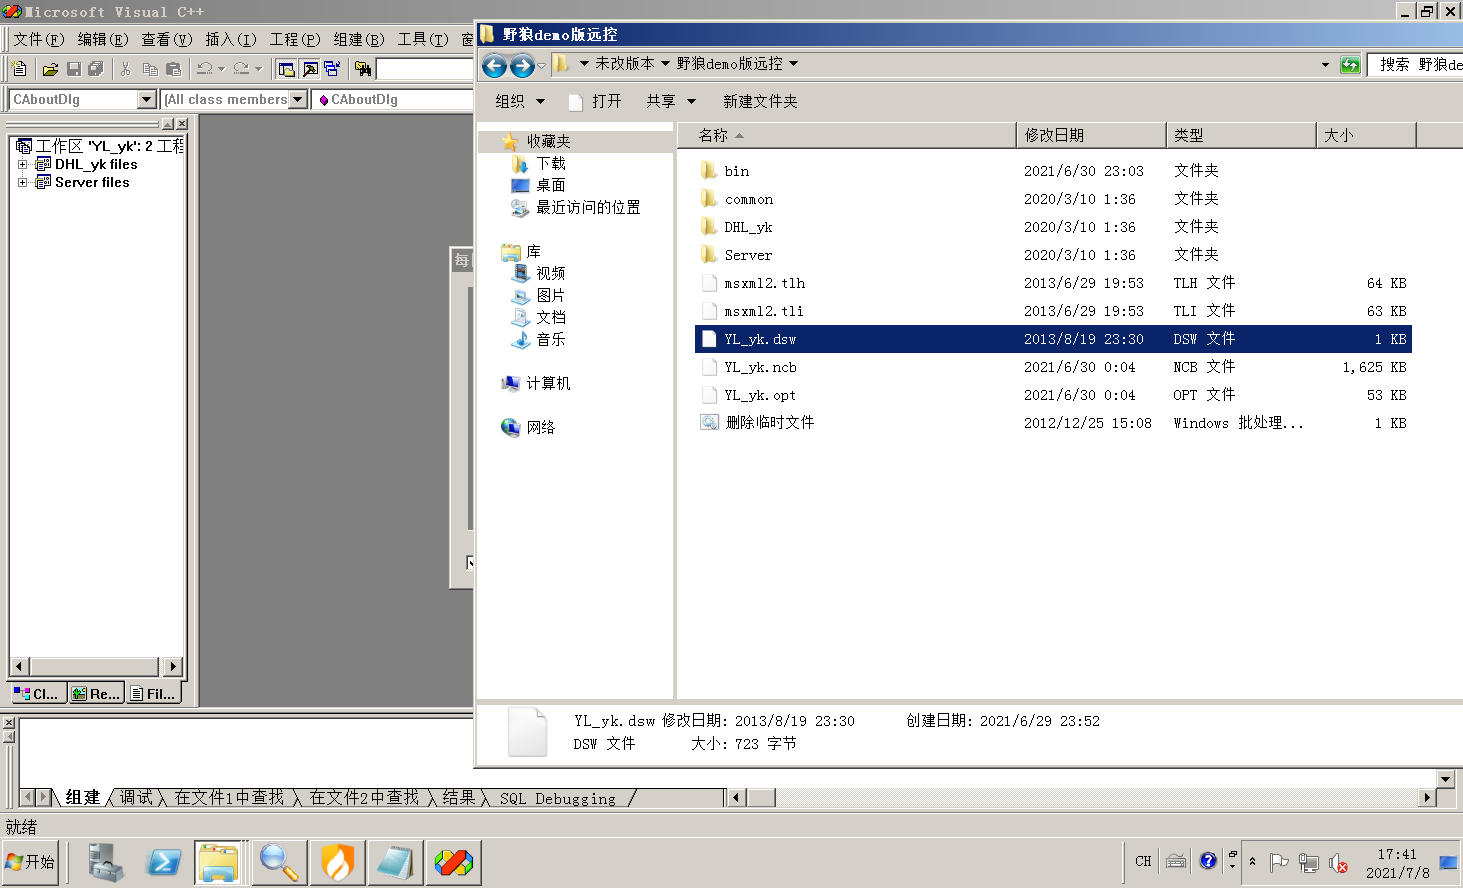 Microsoft Visual C++
文件(F) 编辑(E) 查看(V) 插入(I) 工程(P) 组建(B) 工具(T) 窗
CAboutDlg
[All class members
CAboutDlg
工作区 'YL_yk': 2 工程
DHL_yk files
Server files
Cl...
Re...
Fil...
每
野狼demo版远控
未改版本 野狼demo版远控
搜索 野狼de
组织 打开 共享 新建文件夹
收藏夹
下载
桌面
最近访问的位置
库
视频
图片
文档
音乐
计算机
网络
名称 修改日期 类型 大小
bin 2021/6/30 23:03 文件夹
common 2020/3/10 1:36 文件夹
DHL_yk 2020/3/10 1:36 文件夹
Server 2020/3/10 1:36 文件夹
msxml2.tlh 2013/6/29 19:53 TLH 文件 64 KB
msxml2.tli 2013/6/29 19:53 TLI 文件 63 KB
YL_yk.dsw 2013/8/19 23:30 DSW 文件 1 KB
YL_yk.ncb 2021/6/30 0:04 NCB 文件 1,625 KB
YL_yk.opt 2021/6/30 0:04 OPT 文件 53 KB
删除临时文件 2012/12/25 15:08 Windows 批处理... 1 KB
YL_yk.dsw 修改日期: 2013/8/19 23:30 创建日期: 2021/6/29 23:52
DSW 文件 大小: 723 字节
组建 调试 在文件1中查找 在文件2中查找 结果 SQL Debugging
就绪
开始
CH
17:41
2021/7/8